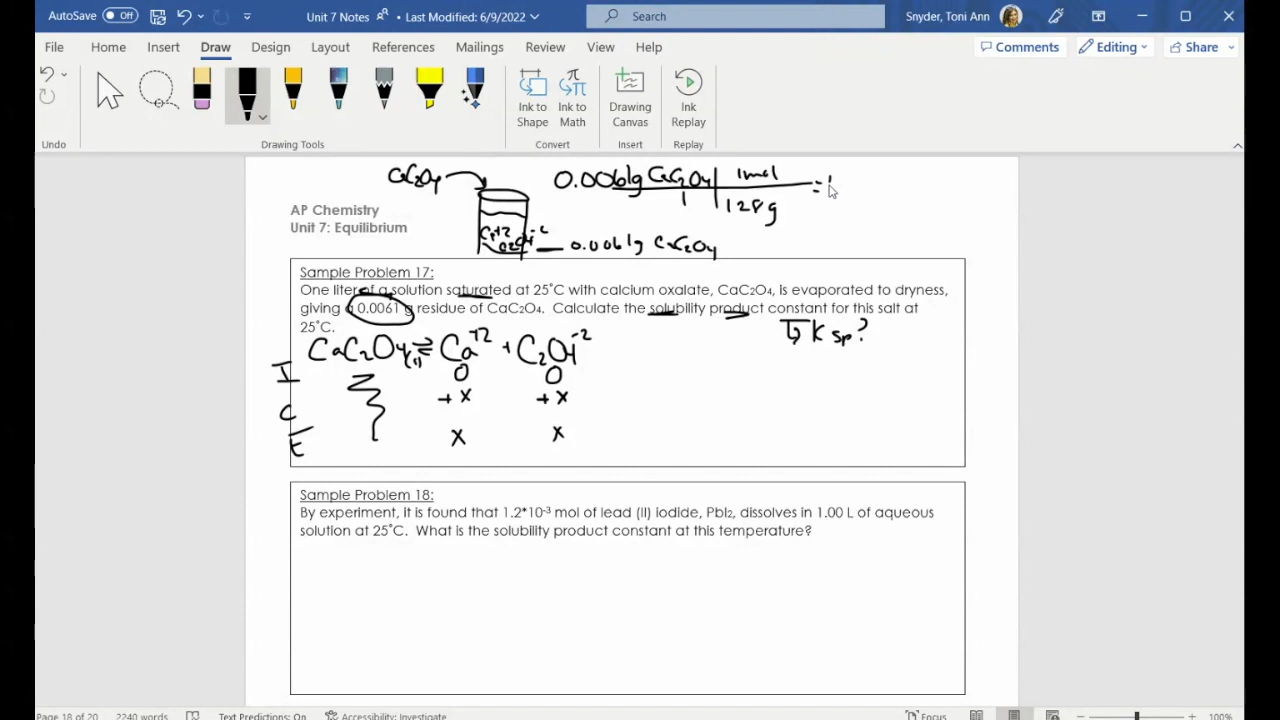 AutoSave Off Unit 7 Notes • Last Modified: 6/9/2022 Search Snyder, Toni Ann
File Home Insert Draw Design Layout References Mailings Review View Help Comments Editing Share
Ink to Shape Ink to Math Drawing Canvas Ink Replay
Undo Drawing Tools Convert Insert Replay
CaC2O4 0.0061g CaC2O4 | 1mol =
1 | 128g
AP Chemistry
Unit 7: Equilibrium
Ca+2 C2O4-2 — 0.0061g CaC2O4
Sample Problem 17:
One liter of a solution saturated at 25˚C with calcium oxalate, CaC2O4, is evaporated to dryness,
giving a 0.0061 g residue of CaC2O4. Calculate the solubility product constant for this salt at
25˚C.
Ksp?
CaC2O4(s) ⇌ Ca+2 + C2O4-2
I 0 0
C +x +x
E x x
Sample Problem 18:
By experiment, it is found that 1.2*10-3 mol of lead (II) iodide, PbI2, dissolves in 1.00 L of aqueous
solution at 25˚C. What is the solubility product constant at this temperature?
Page 18 of 20 2240 words Text Predictions: On Accessibility: Investigate Focus 100%